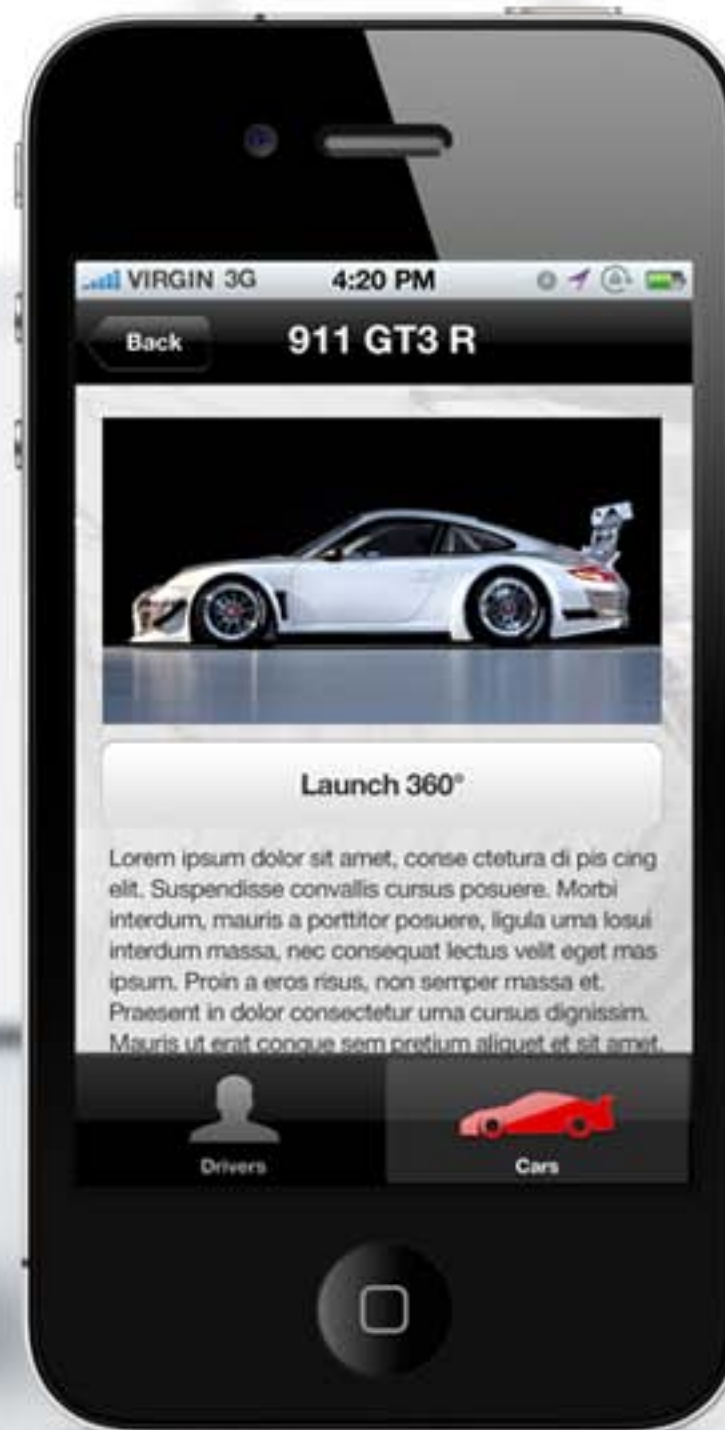 VIRGIN 3G 4:20 PM
Back 911 GT3 R
Launch 360°
Lorem ipsum dolor sit amet, conse ctetura di pis cing
elit. Suspendisse convallis cursus posuere. Morbi
interdum, mauris a porttitor posuere, ligula urna losui
interdum massa, nec consequat lectus velit eget mas
ipsum. Proin a eros risus, non semper massa et.
Praesent in dolor consectetur urna cursus dignissim.
Mauris ut erat congue sem pretium aliquet et sit amet.
Drivers Cars